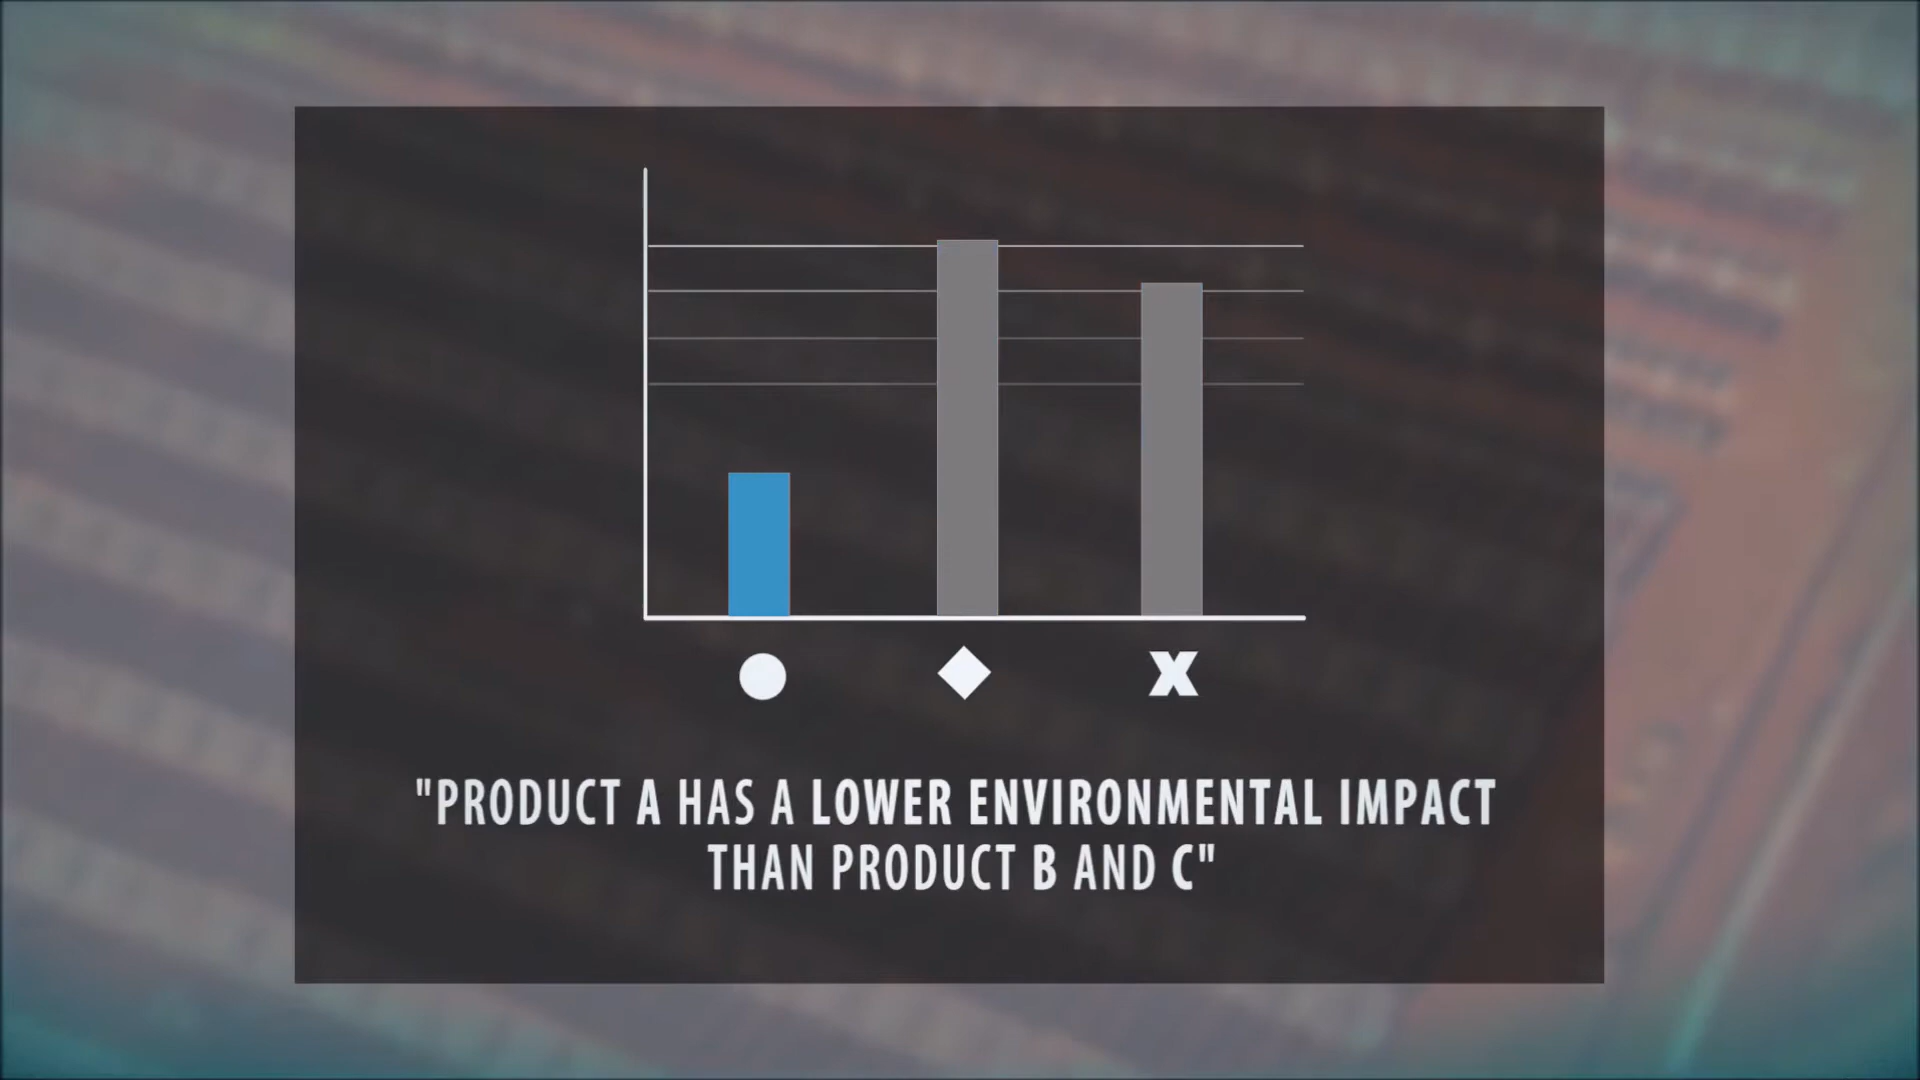 "PRODUCT A HAS A LOWER ENVIRONMENTAL IMPACT
THAN PRODUCT B AND C"